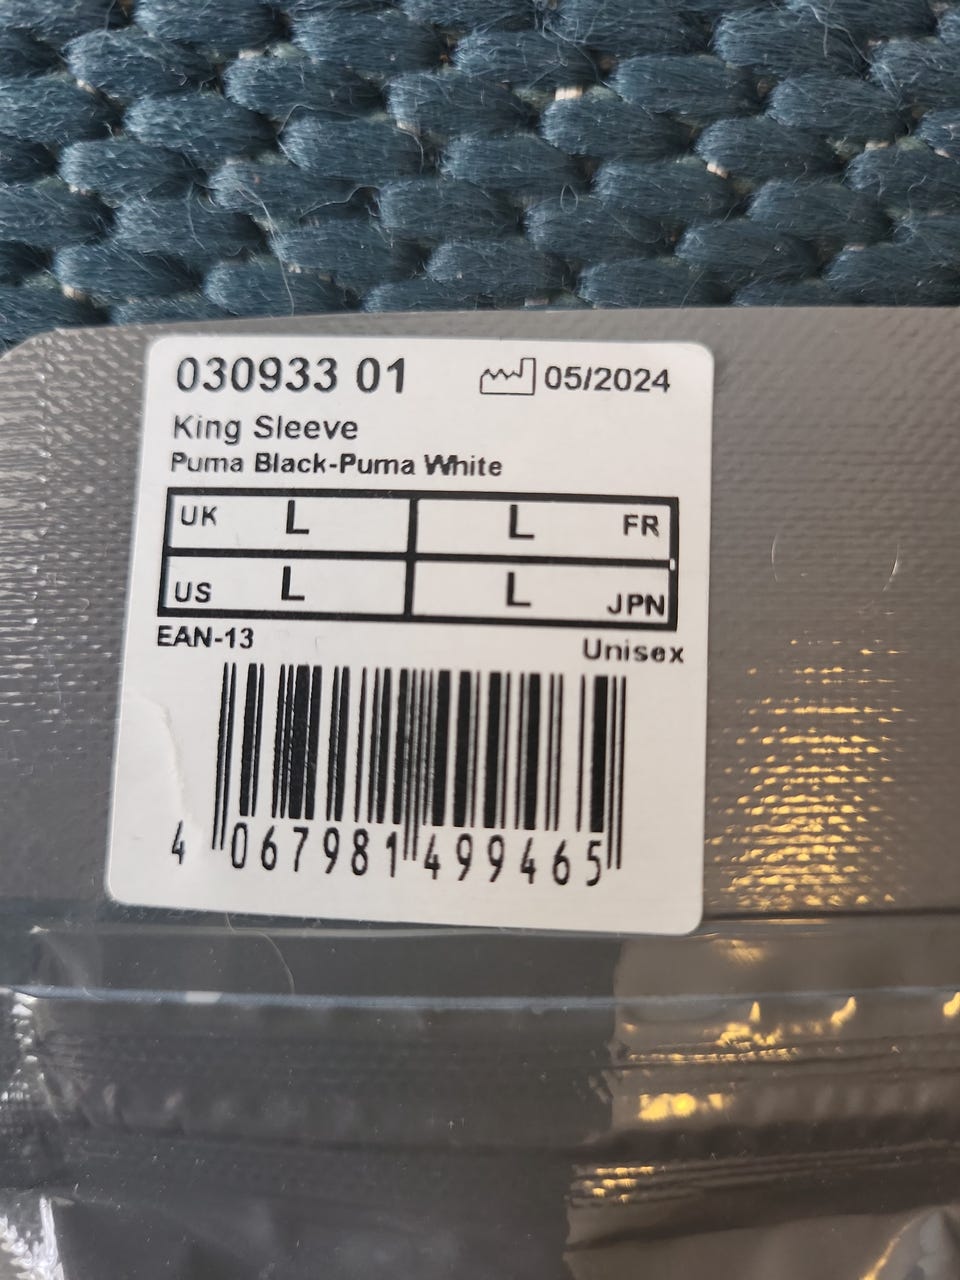 030933 01 05/2024
King Sleeve
Puma Black-Puma White
UK L L FR
US L L JPN
EAN-13 Unisex
4 067981 499465